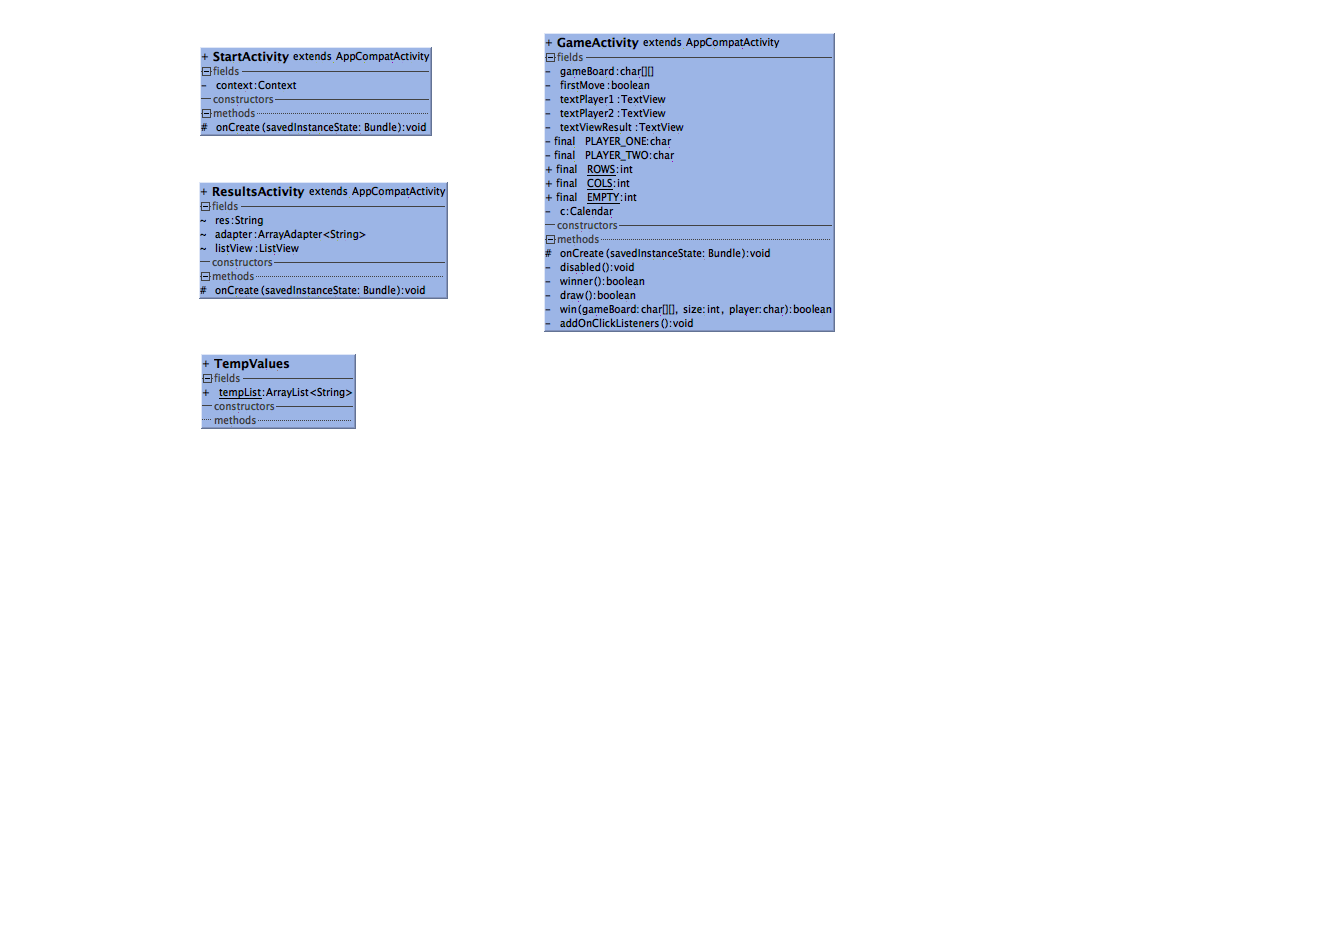 + StartActivity extends AppCompatActivity
fields
- context:Context
constructors
methods
# onCreate(savedInstanceState: Bundle):void
+ ResultsActivity extends AppCompatActivity
fields
~ res:String
~ adapter:ArrayAdapter<String>
~ listView:ListView
constructors
methods
# onCreate(savedInstanceState: Bundle):void
+ TempValues
fields
+ tempList:ArrayList<String>
constructors
methods
+ GameActivity extends AppCompatActivity
fields
- gameBoard:char[][]
- firstMove:boolean
- textPlayer1:TextView
- textPlayer2:TextView
- textViewResult:TextView
- final PLAYER_ONE:char
- final PLAYER_TWO:char
+ final ROWS:int
+ final COLS:int
+ final EMPTY:int
- c:Calendar
constructors
methods
# onCreate(savedInstanceState: Bundle):void
- disabled():void
- winner():boolean
- draw():boolean
- win(gameBoard:char[][], size:int, player:char):boolean
- addOnClickListeners():void